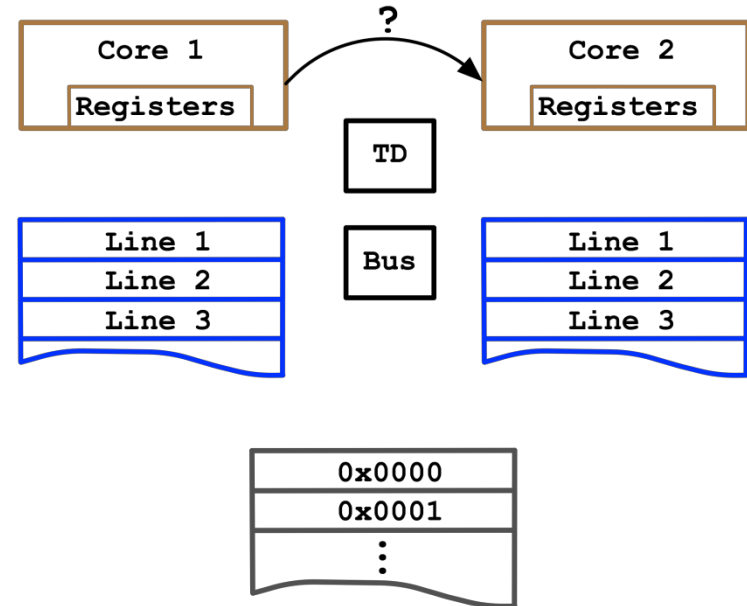 ?
Core 1
Core 2
Registers
Registers
TD
Bus
Line 1
Line 2
Line 3
Line 1
Line 2
Line 3
0x0000
0x0001
⋮